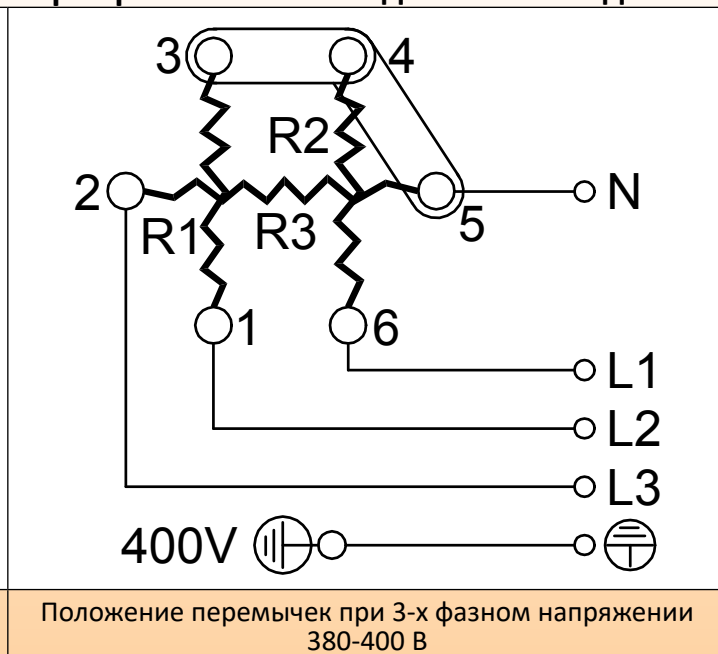 3 4
R2
2 N
R1 R3 5
1 6
L1
L2
L3
400V
Положение перемычек при 3-х фазном напряжении
380-400 В